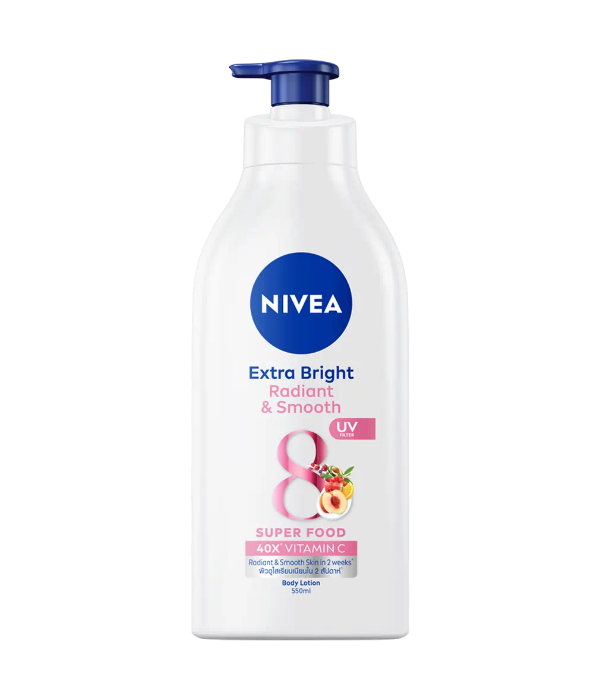 NIVEA
Extra Bright
Radiant
& Smooth
UV
FILTER
8
SUPER FOOD
40X* VITAMIN C
Radiant & Smooth Skin in 2 weeks*
ผิวดูใสเรียบเนียนใน 2 สัปดาห์*
Body Lotion
550ml